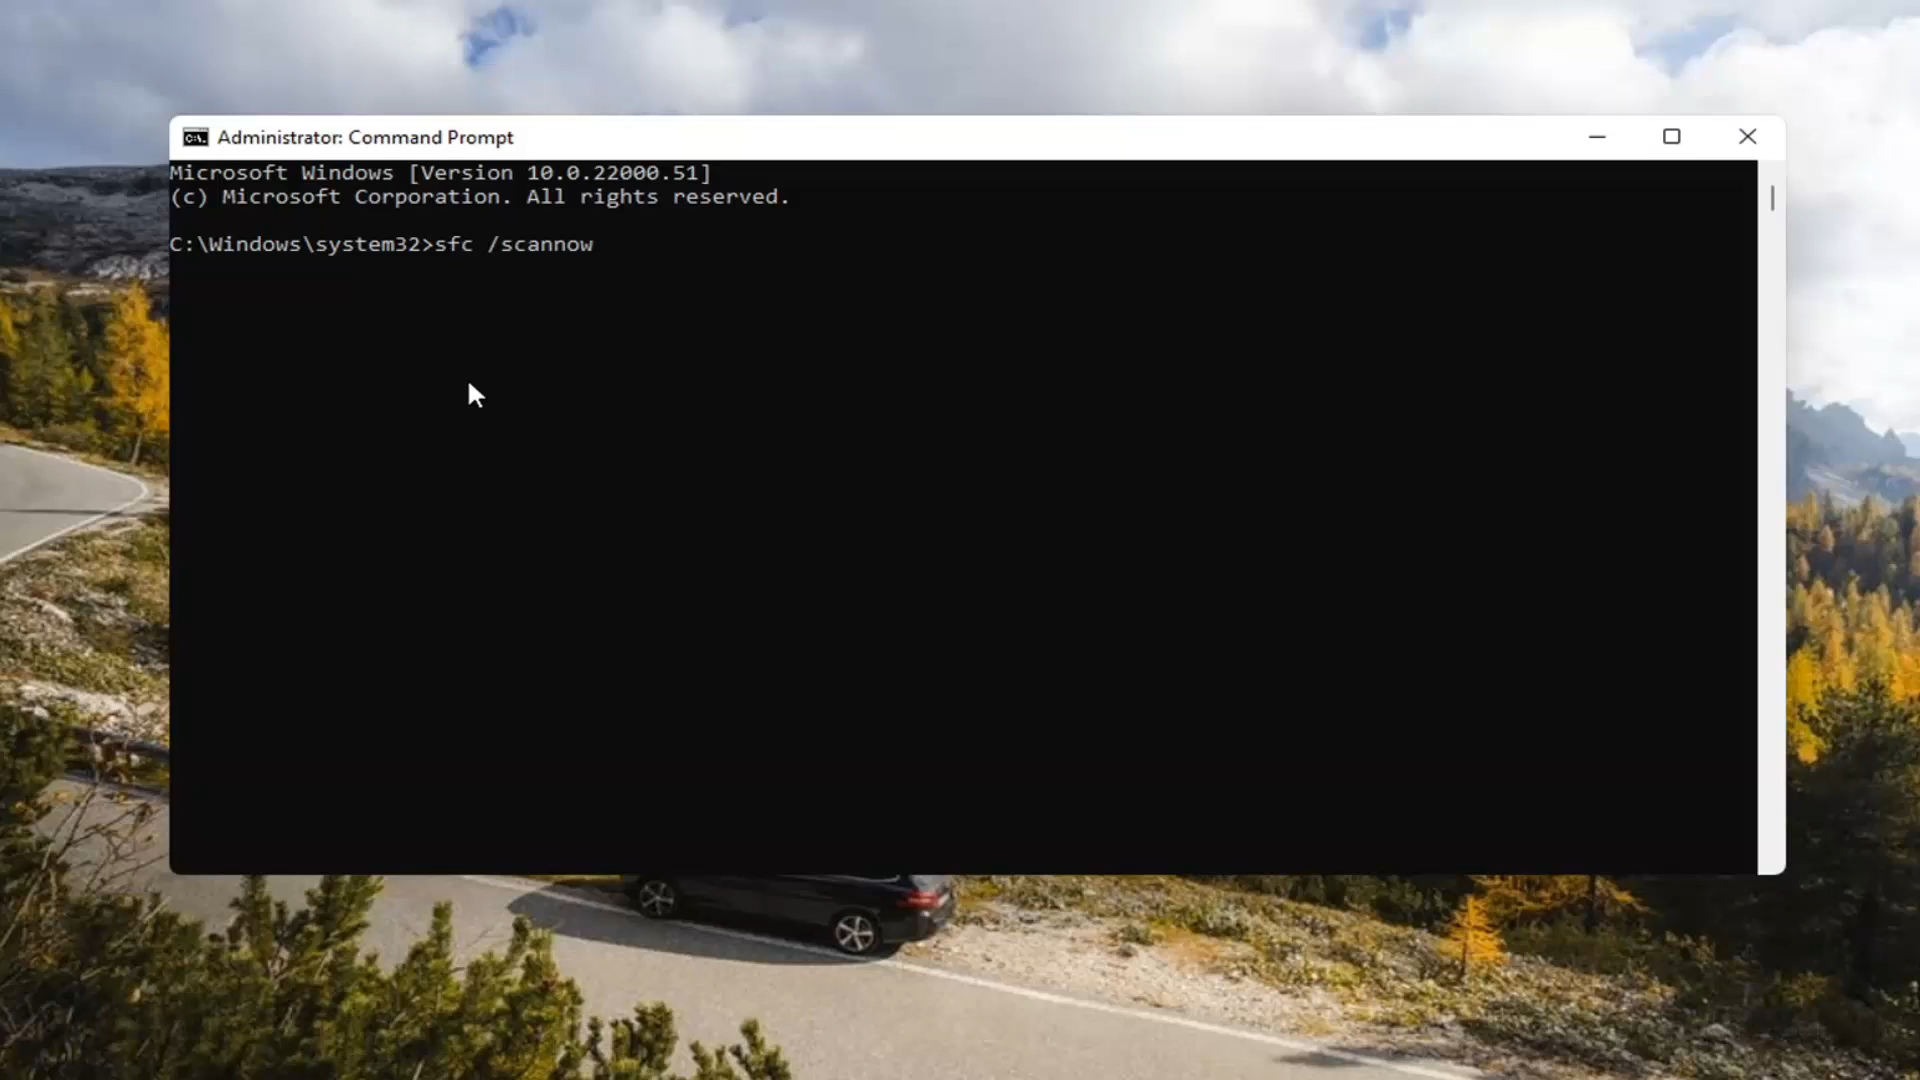 Administrator: Command Prompt
Microsoft Windows [Version 10.0.22000.51]
(c) Microsoft Corporation. All rights reserved.
C:\Windows\system32>sfc /scannow